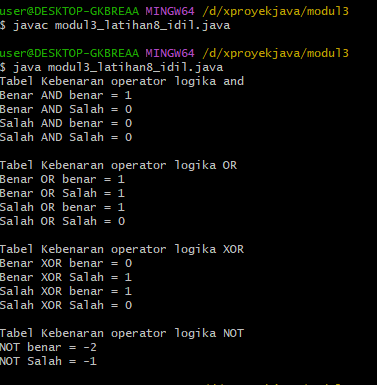 user@DESKTOP-GKBREAA MINGW64 /d/xproyekjava/modul3
$ javac modul3_latihan8_idil.java
user@DESKTOP-GKBREAA MINGW64 /d/xproyekjava/modul3
$ java modul3_latihan8_idil.java
Tabel Kebenaran operator logika and
Benar AND benar = 1
Benar AND Salah = 0
Salah AND benar = 0
Salah AND Salah = 0
Tabel Kebenaran operator logika OR
Benar OR benar = 1
Benar OR Salah = 1
Salah OR benar = 1
Salah OR Salah = 0
Tabel Kebenaran operator logika XOR
Benar XOR benar = 0
Benar XOR Salah = 1
Salah XOR benar = 1
Salah XOR Salah = 0
Tabel Kebenaran operator logika NOT
NOT benar = -2
NOT Salah = -1